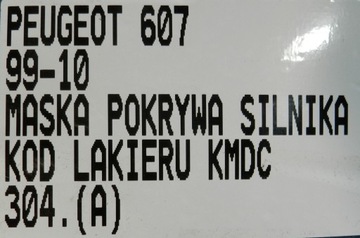 PEUGEOT 607
99-10
MASKA POKRYWA SILNIKA
KOD LAKIERU KMDC
304.(A)